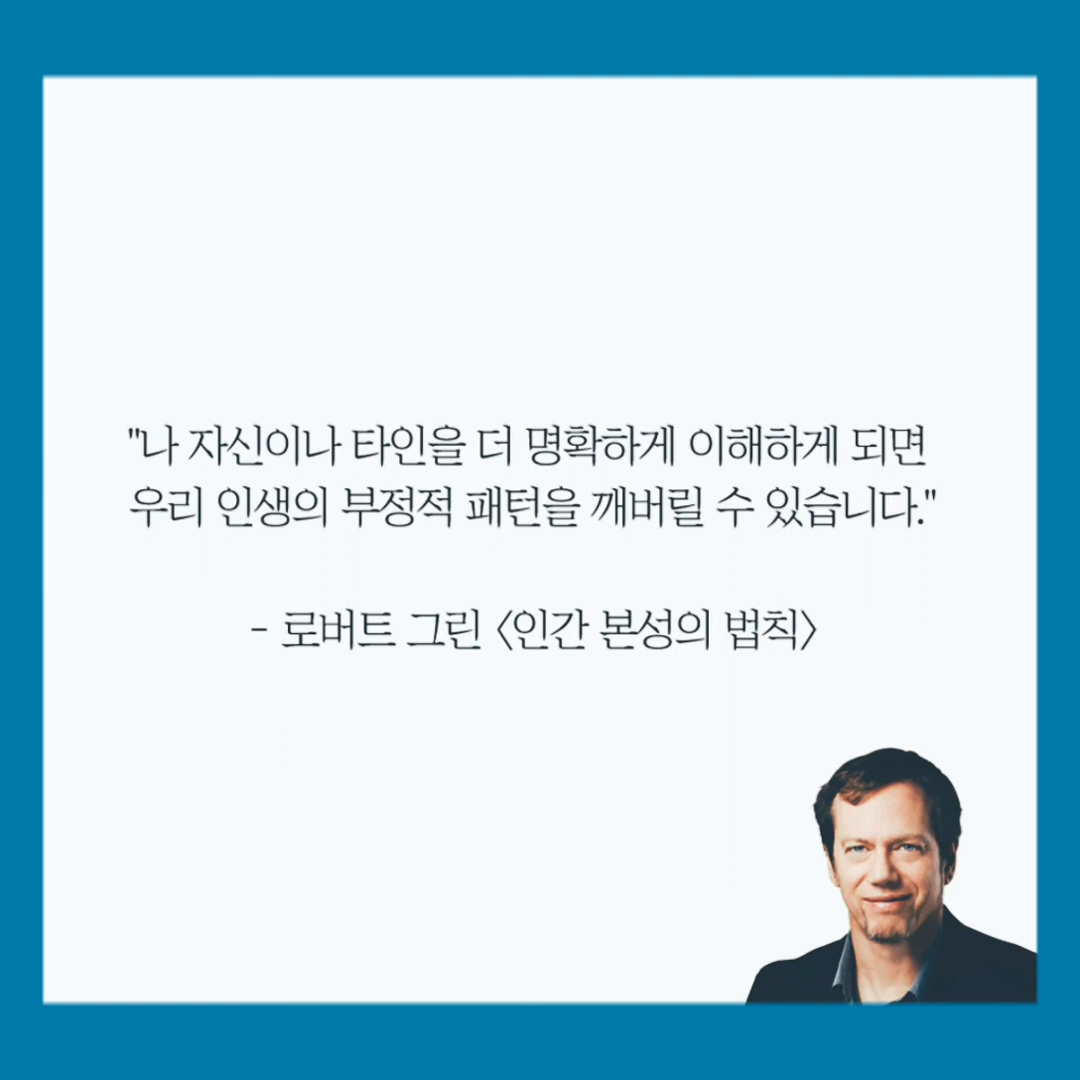 "나 자신이나 타인을 더 명확하게 이해하게 되면
우리 인생의 부정적 패턴을 깨버릴 수 있습니다."
- 로버트 그린 <인간 본성의 법칙>